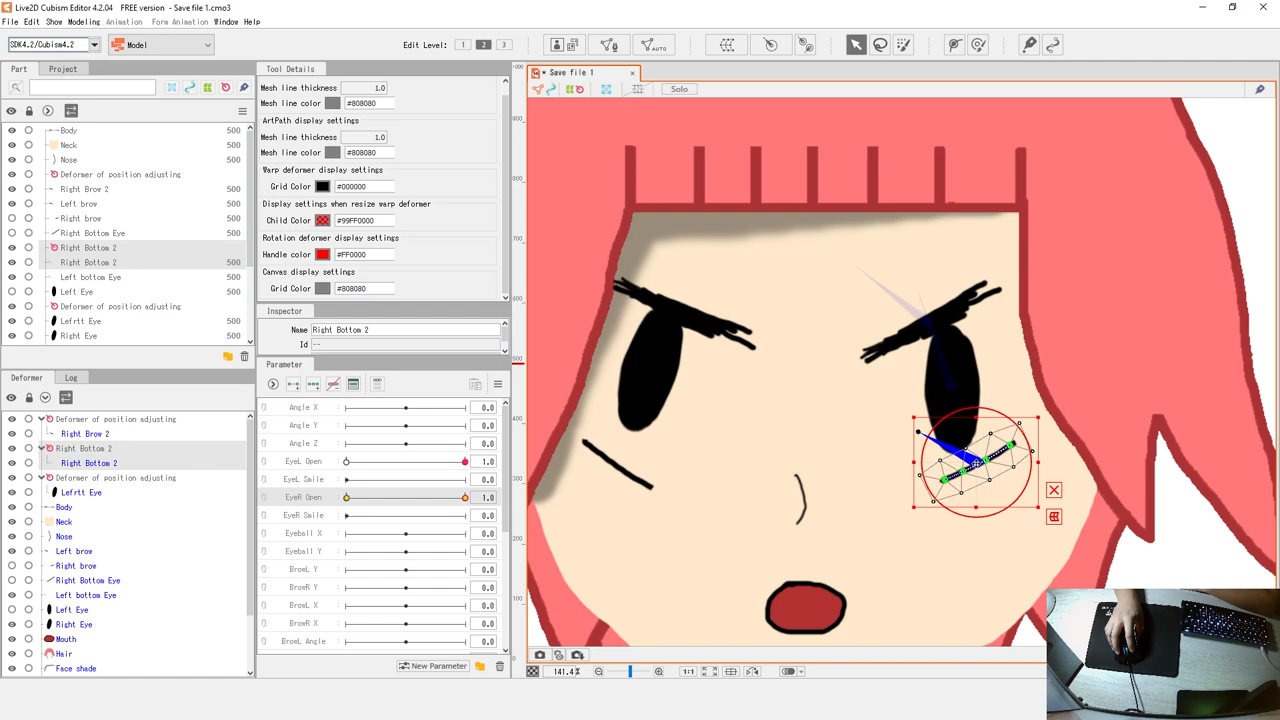 Live2D Cubism Editor 4.2.04 FREE version - Save file 1.cmo3
File Edit Show Modeling Animation Form Animation Window Help
SDK4.2/Cubism4.2
Model
Edit Level: 1 2 3
AUTO
Part Project
Body 500
Neck 500
Nose 500
Deformer of position adjusting
Right Brow 2 500
Left brow 500
Right brow 500
Right Bottom Eye 500
Right Bottom 2 500
Right Bottom 2 500
Left bottom Eye 500
Left Eye 500
Deformer of position adjusting
Lefrtt Eye 500
Right Eye 500
Deformer Log
Deformer of position adjusting
Right Brow 2
Right Bottom 2
Right Bottom 2
Deformer of position adjusting
Lefrtt Eye
Body
Neck
Nose
Left brow
Right brow
Right Bottom Eye
Left bottom Eye
Left Eye
Right Eye
Mouth
Hair
Face shade
Tool Details
Mesh line thickness 1.0
Mesh line color #808080
ArtPath display settings
Mesh line thickness 1.0
Mesh line color #808080
Warp deformer display settings
Grid Color #000000
Display settings when resize warp deformer
Child Color #99FF0000
Rotation deformer display settings
Handle color #FF0000
Canvas display settings
Grid Color #808080
Inspector
Name Right Bottom 2
Id --
Parameter
Angle X : 0.0
Angle Y : 0.0
Angle Z : 0.0
EyeL Open : 1.0
EyeL Smile : 0.0
EyeR Open : 1.0
EyeR Smile : 0.0
Eyeball X : 0.0
Eyeball Y : 0.0
BrowL Y : 0.0
BrowR Y : 0.0
BrowL X : 0.0
BrowR X : 0.0
BrowL Angle : 0.0
New Parameter
* Save file 1
Solo
900
800
700
600
500
400
300
200
100
141.4%
1:1